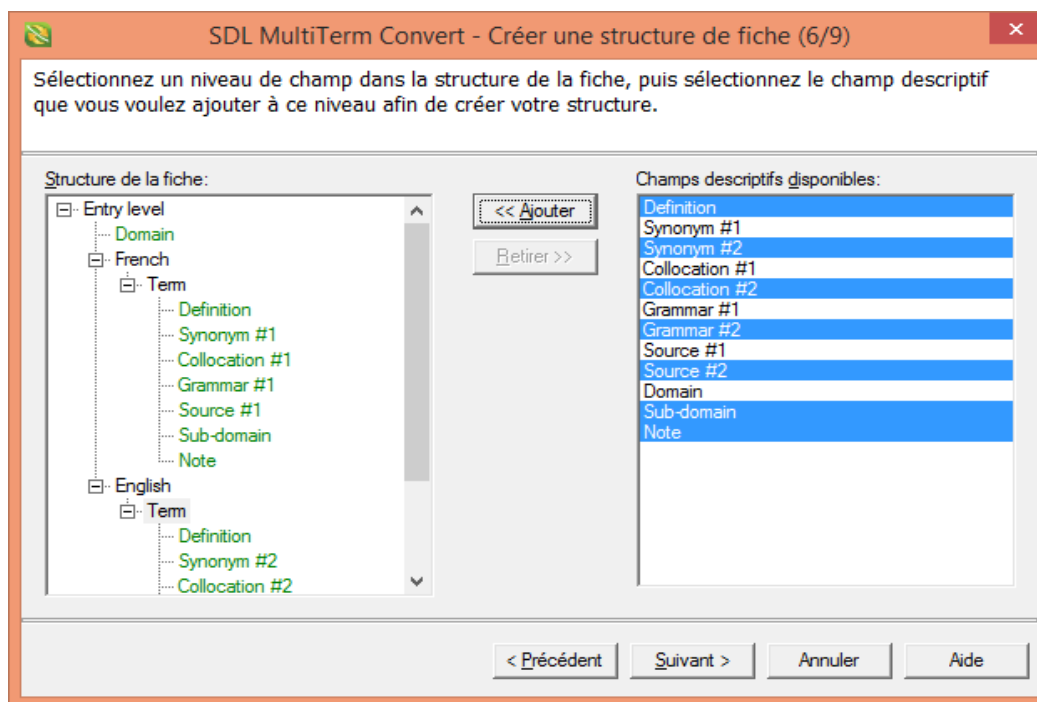 SDL MultiTerm Convert - Créer une structure de fiche (6/9)
Sélectionnez un niveau de champ dans la structure de la fiche, puis sélectionnez le champ descriptif
que vous voulez ajouter à ce niveau afin de créer votre structure.
Structure de la fiche:
Entry level
Domain
French
Term
Definition
Synonym #1
Collocation #1
Grammar #1
Source #1
Sub-domain
Note
English
Term
Definition
Synonym #2
Collocation #2
<< Ajouter
Retirer >>
Champs descriptifs disponibles:
Definition
Synonym #1
Synonym #2
Collocation #1
Collocation #2
Grammar #1
Grammar #2
Source #1
Source #2
Domain
Sub-domain
Note
< Précédent
Suivant >
Annuler
Aide